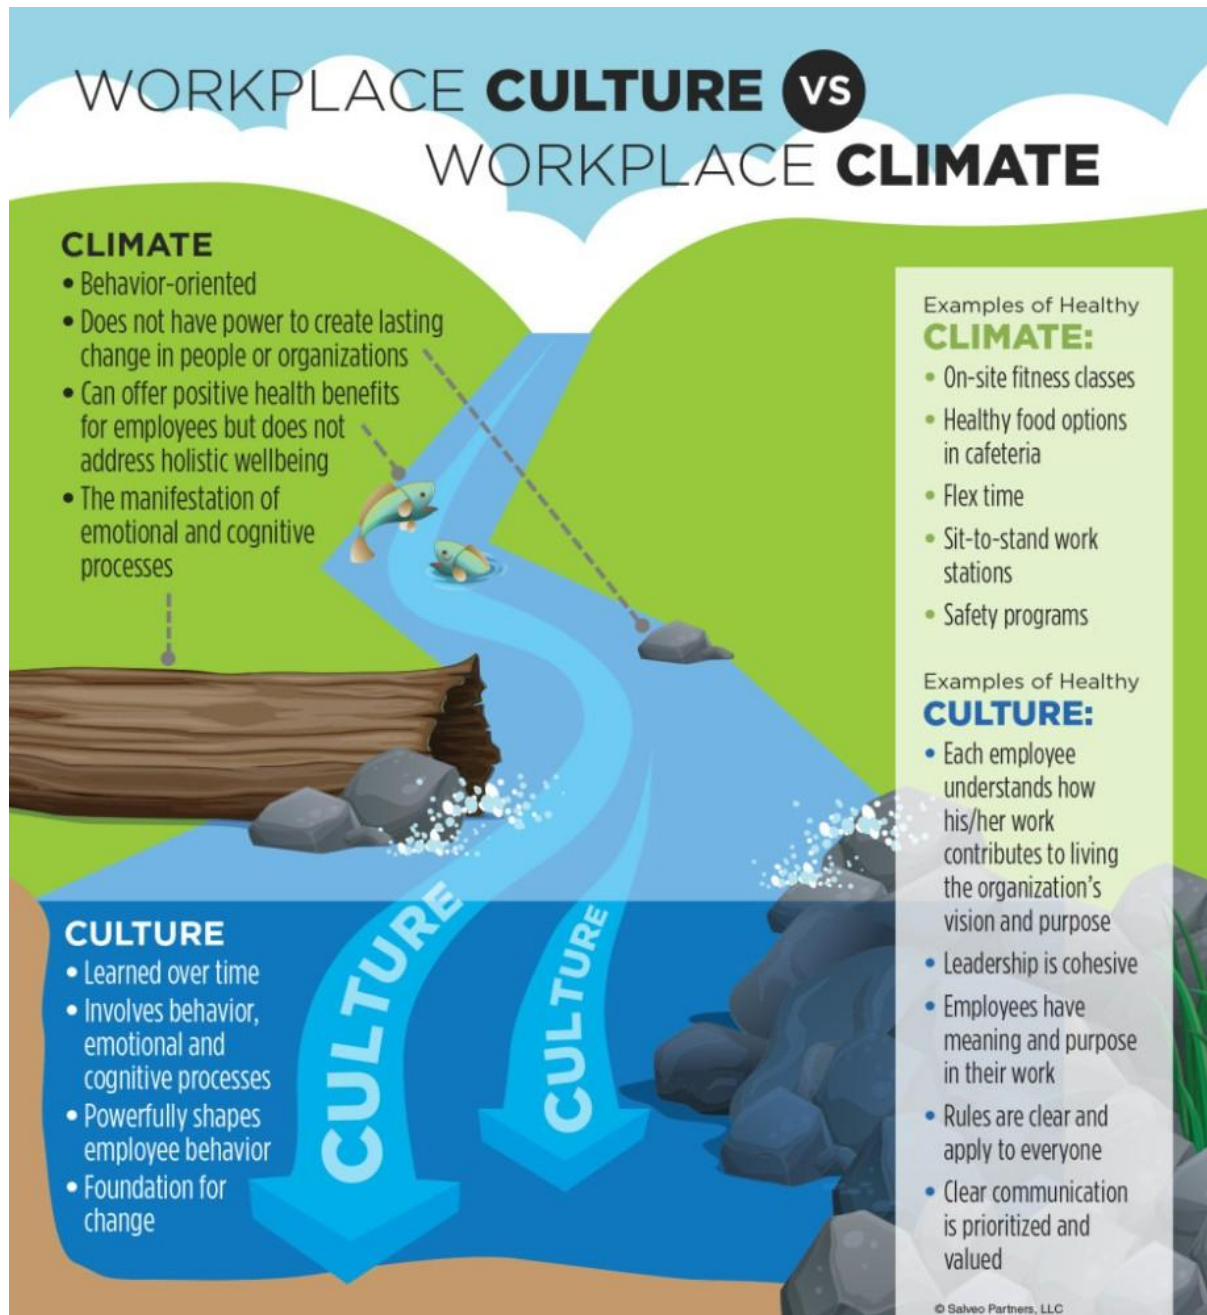 WORKPLACE CULTURE VS
WORKPLACE CLIMATE
CLIMATE
• Behavior-oriented
• Does not have power to create lasting
change in people or organizations
• Can offer positive health benefits
for employees but does not
address holistic wellbeing
• The manifestation of
emotional and cognitive
processes
CULTURE
• Learned over time
• Involves behavior,
emotional and
cognitive processes
• Powerfully shapes
employee behavior
• Foundation for
change
CULTURE
CULTURE
Examples of Healthy
CLIMATE:
• On-site fitness classes
• Healthy food options
in cafeteria
• Flex time
• Sit-to-stand work
stations
• Safety programs
Examples of Healthy
CULTURE:
• Each employee
understands how
his/her work
contributes to living
the organization's
vision and purpose
• Leadership is cohesive
• Employees have
meaning and purpose
in their work
• Rules are clear and
apply to everyone
• Clear communication
is prioritized and
valued
© Salveo Partners, LLC